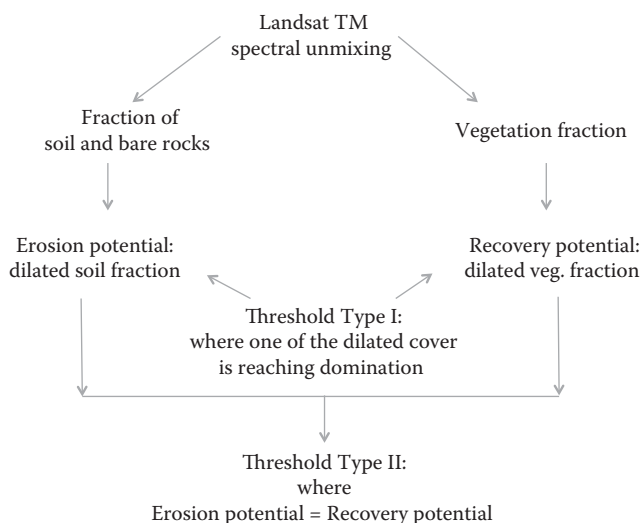 Landsat TM
spectral unmixing
Fraction of
soil and bare rocks
Vegetation fraction
Erosion potential:
dilated soil fraction
Recovery potential:
dilated veg. fraction
Threshold Type I:
where one of the dilated cover
is reaching domination
Threshold Type II:
where
Erosion potential = Recovery potential